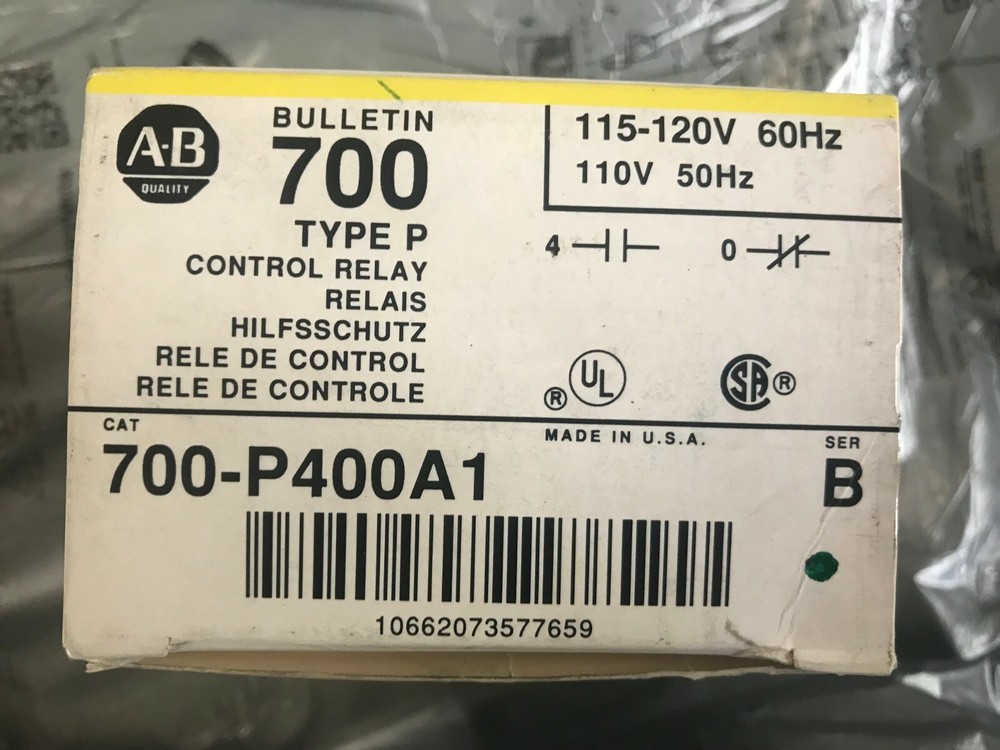 A-B
QUALITY
BULLETIN
700
TYPE P
CONTROL RELAY
RELAIS
HILFSSCHUTZ
RELE DE CONTROL
RELE DE CONTROLE
115-120V 60Hz
110V 50Hz
4
0
® UL
SA ®
MADE IN U.S.A.
CAT
700-P400A1
SER
B
10662073577659